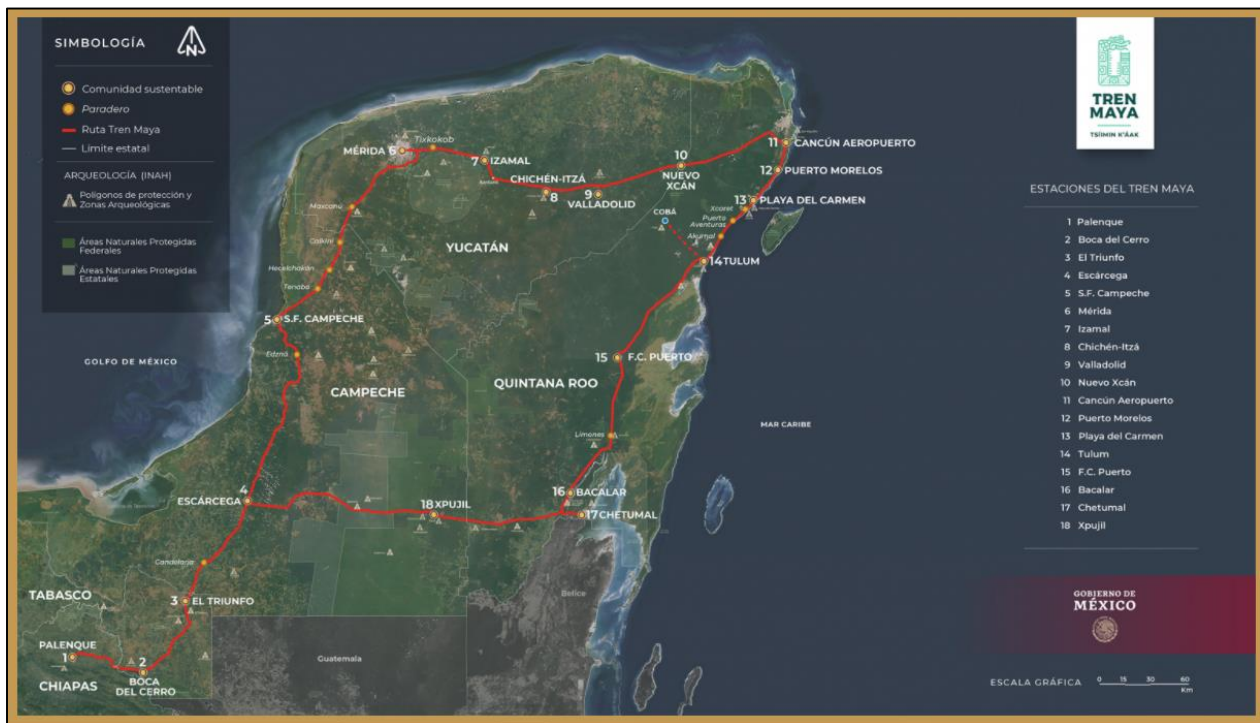 SIMBOLOGÍA
N
Comunidad sustentable
Paradero
Ruta Tren Maya
Límite estatal
ARQUEOLOGÍA (INAH)
Polígonos de protección y
Zonas Arqueológicas
Áreas Naturales Protegidas
Federales
Áreas Naturales Protegidas
Estatales
GOLFO DE MÉXICO
MÉRIDA 6
Tixkokob
7 IZAMAL
CHICHÉN-ITZÁ
8
9
VALLADOLID
10
NUEVO
XCÁN
11 CANCÚN AEROPUERTO
12 PUERTO MORELOS
13 PLAYA DEL CARMEN
Xcaret
Puerto
Aventuras
Akumal
COBÁ
14 TULUM
Maxcanú
Calkiní
Hecelchakán
Tenabo
YUCATÁN
5 S.F. CAMPECHE
Edzná
CAMPECHE
QUINTANA ROO
15 F.C. PUERTO
MAR CARIBE
Limones
16 BACALAR
17 CHETUMAL
18 XPUJIL
4
ESCÁRCEGA
Candelaria
3 EL TRIUNFO
TABASCO
PALENQUE
1
2
BOCA
DEL CERRO
CHIAPAS
Guatemala
Belice
TREN
MAYA
TSÍIMIN K'ÁAK
ESTACIONES DEL TREN MAYA
1 Palenque
2 Boca del Cerro
3 El Triunfo
4 Escárcega
5 S.F. Campeche
6 Mérida
7 Izamal
8 Chichén-Itzá
9 Valladolid
10 Nuevo Xcán
11 Cancún Aeropuerto
12 Puerto Morelos
13 Playa del Carmen
14 Tulum
15 F.C. Puerto
16 Bacalar
17 Chetumal
18 Xpujil
GOBIERNO DE
MÉXICO
ESCALA GRÁFICA 0 15 30 60
Km